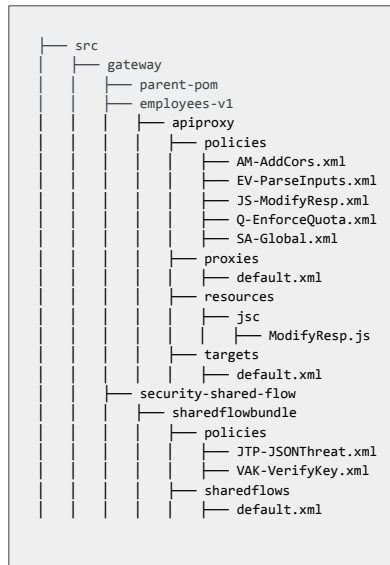 ├── src
│ ├── gateway
│ │ ├── parent-pom
│ │ ├── employees-v1
│ │ │ ├── apiproxy
│ │ │ │ ├── policies
│ │ │ │ │ ├── AM-AddCors.xml
│ │ │ │ │ ├── EV-ParseInputs.xml
│ │ │ │ │ ├── JS-ModifyResp.xml
│ │ │ │ │ ├── Q-EnforceQuota.xml
│ │ │ │ │ ├── SA-Global.xml
│ │ │ │ ├── proxies
│ │ │ │ │ ├── default.xml
│ │ │ │ ├── resources
│ │ │ │ │ ├── jsc
│ │ │ │ │ │ ├── ModifyResp.js
│ │ │ │ ├── targets
│ │ │ │ │ ├── default.xml
│ │ ├── security-shared-flow
│ │ │ ├── sharedflowbundle
│ │ │ │ ├── policies
│ │ │ │ │ ├── JTP-JSONThreat.xml
│ │ │ │ │ ├── VAK-VerifyKey.xml
│ │ │ │ ├── sharedflows
│ │ │ │ │ ├── default.xml